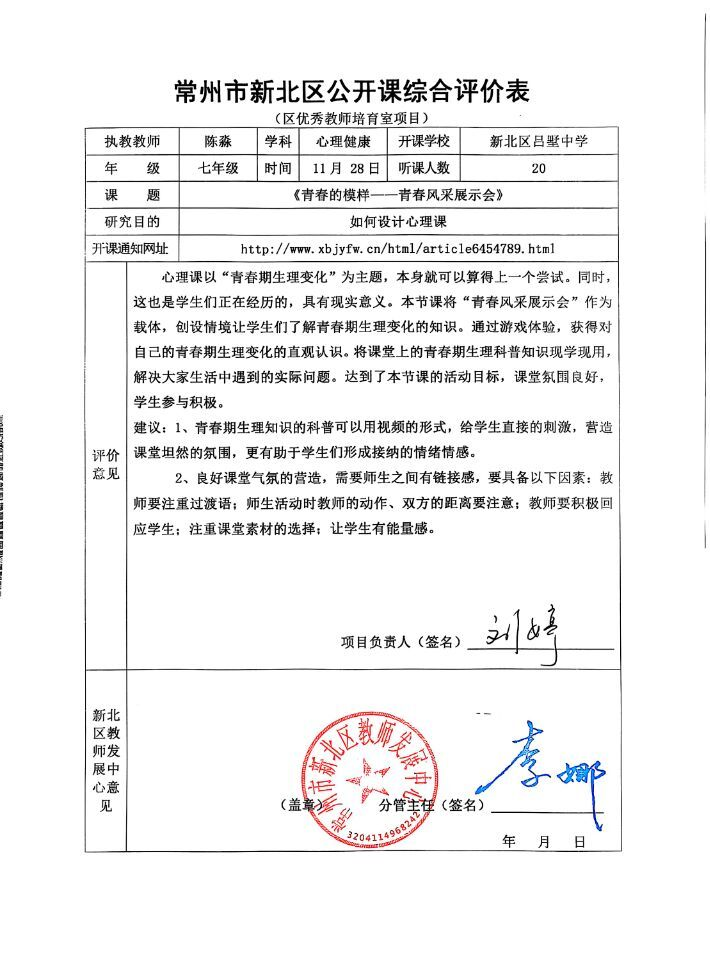 常州市新北区公开课综合评价表
（区优秀教师培育室项目）
执教教师 陈淼 学科 心理健康 开课学校 新北区吕墅中学
年 级 七年级 时间 11月 28日 听课人数 20
课 题 《青春的模样——青春风采展示会》
研究目的 如何设计心理课
开课通知网址 http://www.xbjyfw.cn/html/article6454789.html
评价
意见
心理课以“青春期生理变化”为主题，本身就可以算得上一个尝试。同时，
这也是学生们正在经历的，具有现实意义。本节课将“青春风采展示会”作为
载体，创设情境让学生们了解青春期生理变化的知识。通过游戏体验，获得对
自己的青春期生理变化的直观认识。将课堂上的青春期生理科普知识现学现用，
解决大家生活中遇到的实际问题。达到了本节课的活动目标，课堂氛围良好，
学生参与积极。
建议：1、青春期生理知识的科普可以用视频的形式，给学生直接的刺激，营造
课堂坦然的氛围，更有助于学生们形成接纳的情绪情感。
2、良好课堂气氛的营造，需要师生之间有链接感，要具备以下因素：教
师要注重过渡语；师生活动时教师的动作、双方的距离要注意；教师要积极回
应学生；注重课堂素材的选择；让学生有能量感。
项目负责人（签名） 刘婷
新北
区教
师发
展中
心意
见
常州市新北区教师发展中心
3204114968242
（盖章） 分管主任（签名） 李娜
年 月 日